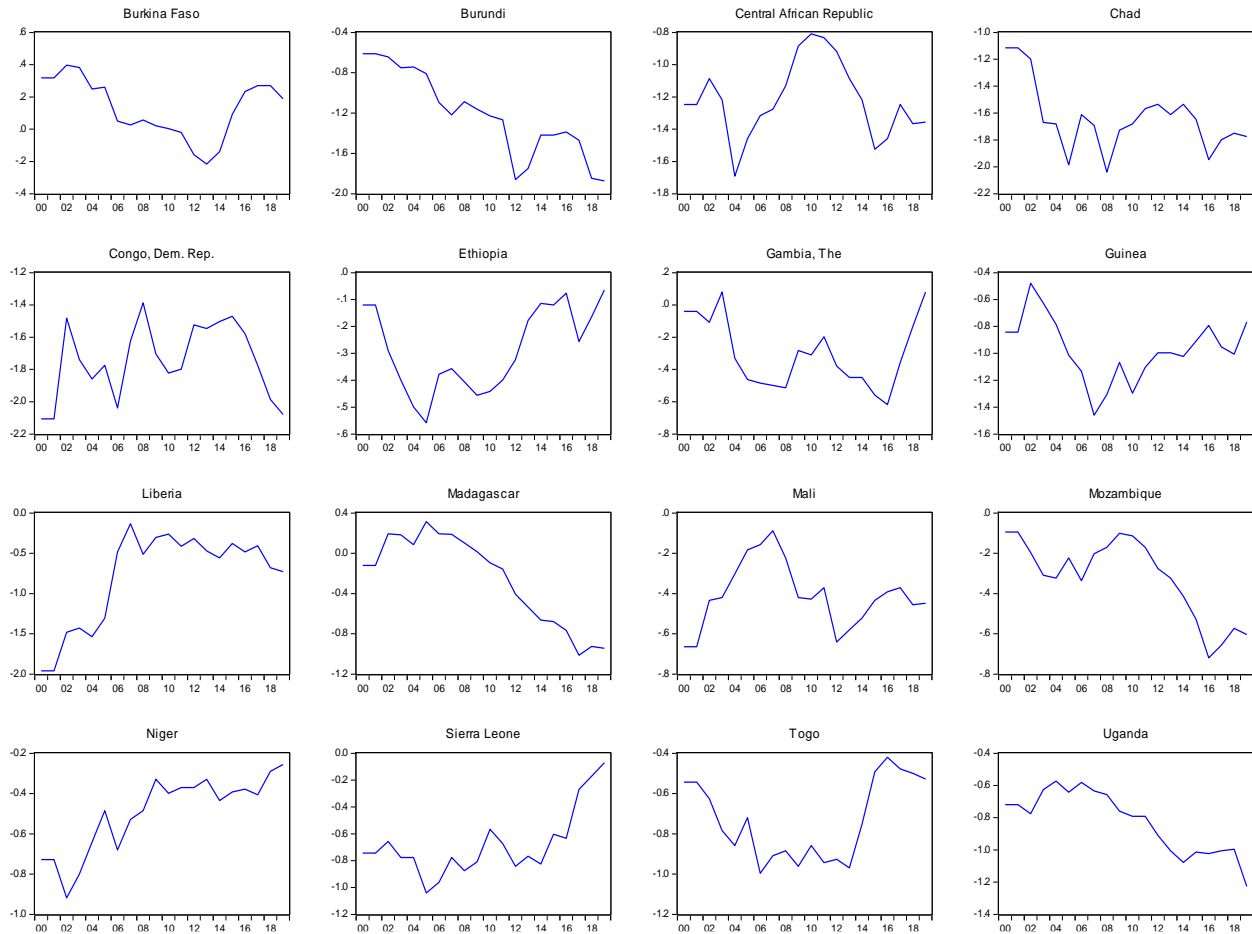 Burkina Faso
.6
.4
.2
.0
-.2
-.4
00 02 04 06 08 10 12 14 16 18
Burundi
-0.4
-0.8
-1.2
-1.6
-2.0
00 02 04 06 08 10 12 14 16 18
Central African Republic
-0.8
-1.0
-1.2
-1.4
-1.6
-1.8
00 02 04 06 08 10 12 14 16 18
Chad
-1.0
-1.2
-1.4
-1.6
-1.8
-2.0
-2.2
00 02 04 06 08 10 12 14 16 18
Congo, Dem. Rep.
-1.2
-1.4
-1.6
-1.8
-2.0
-2.2
00 02 04 06 08 10 12 14 16 18
Ethiopia
.0
-.1
-.2
-.3
-.4
-.5
-.6
00 02 04 06 08 10 12 14 16 18
Gambia, The
.2
.0
-.2
-.4
-.6
-.8
00 02 04 06 08 10 12 14 16 18
Guinea
-0.4
-0.6
-0.8
-1.0
-1.2
-1.4
-1.6
00 02 04 06 08 10 12 14 16 18
Liberia
0.0
-0.5
-1.0
-1.5
-2.0
00 02 04 06 08 10 12 14 16 18
Madagascar
0.4
0.0
-0.4
-0.8
-1.2
00 02 04 06 08 10 12 14 16 18
Mali
.0
-.2
-.4
-.6
-.8
00 02 04 06 08 10 12 14 16 18
Mozambique
.0
-.2
-.4
-.6
-.8
00 02 04 06 08 10 12 14 16 18
Niger
-0.2
-0.4
-0.6
-0.8
-1.0
00 02 04 06 08 10 12 14 16 18
Sierra Leone
0.0
-0.2
-0.4
-0.6
-0.8
-1.0
-1.2
00 02 04 06 08 10 12 14 16 18
Togo
-0.4
-0.6
-0.8
-1.0
-1.2
00 02 04 06 08 10 12 14 16 18
Uganda
-0.4
-0.6
-0.8
-1.0
-1.2
-1.4
00 02 04 06 08 10 12 14 16 18